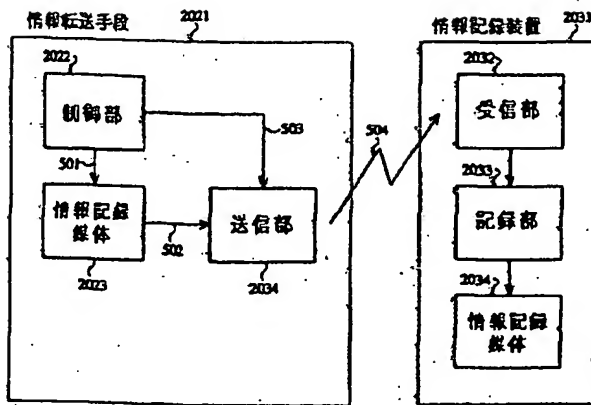 情報転送手段
2021
2022
制御部
503
501
情報記録
媒体
502
送信部
2023
2034
504
情報記録装置
2031
2032
受信部
2033
記録部
2034
情報記録
媒体